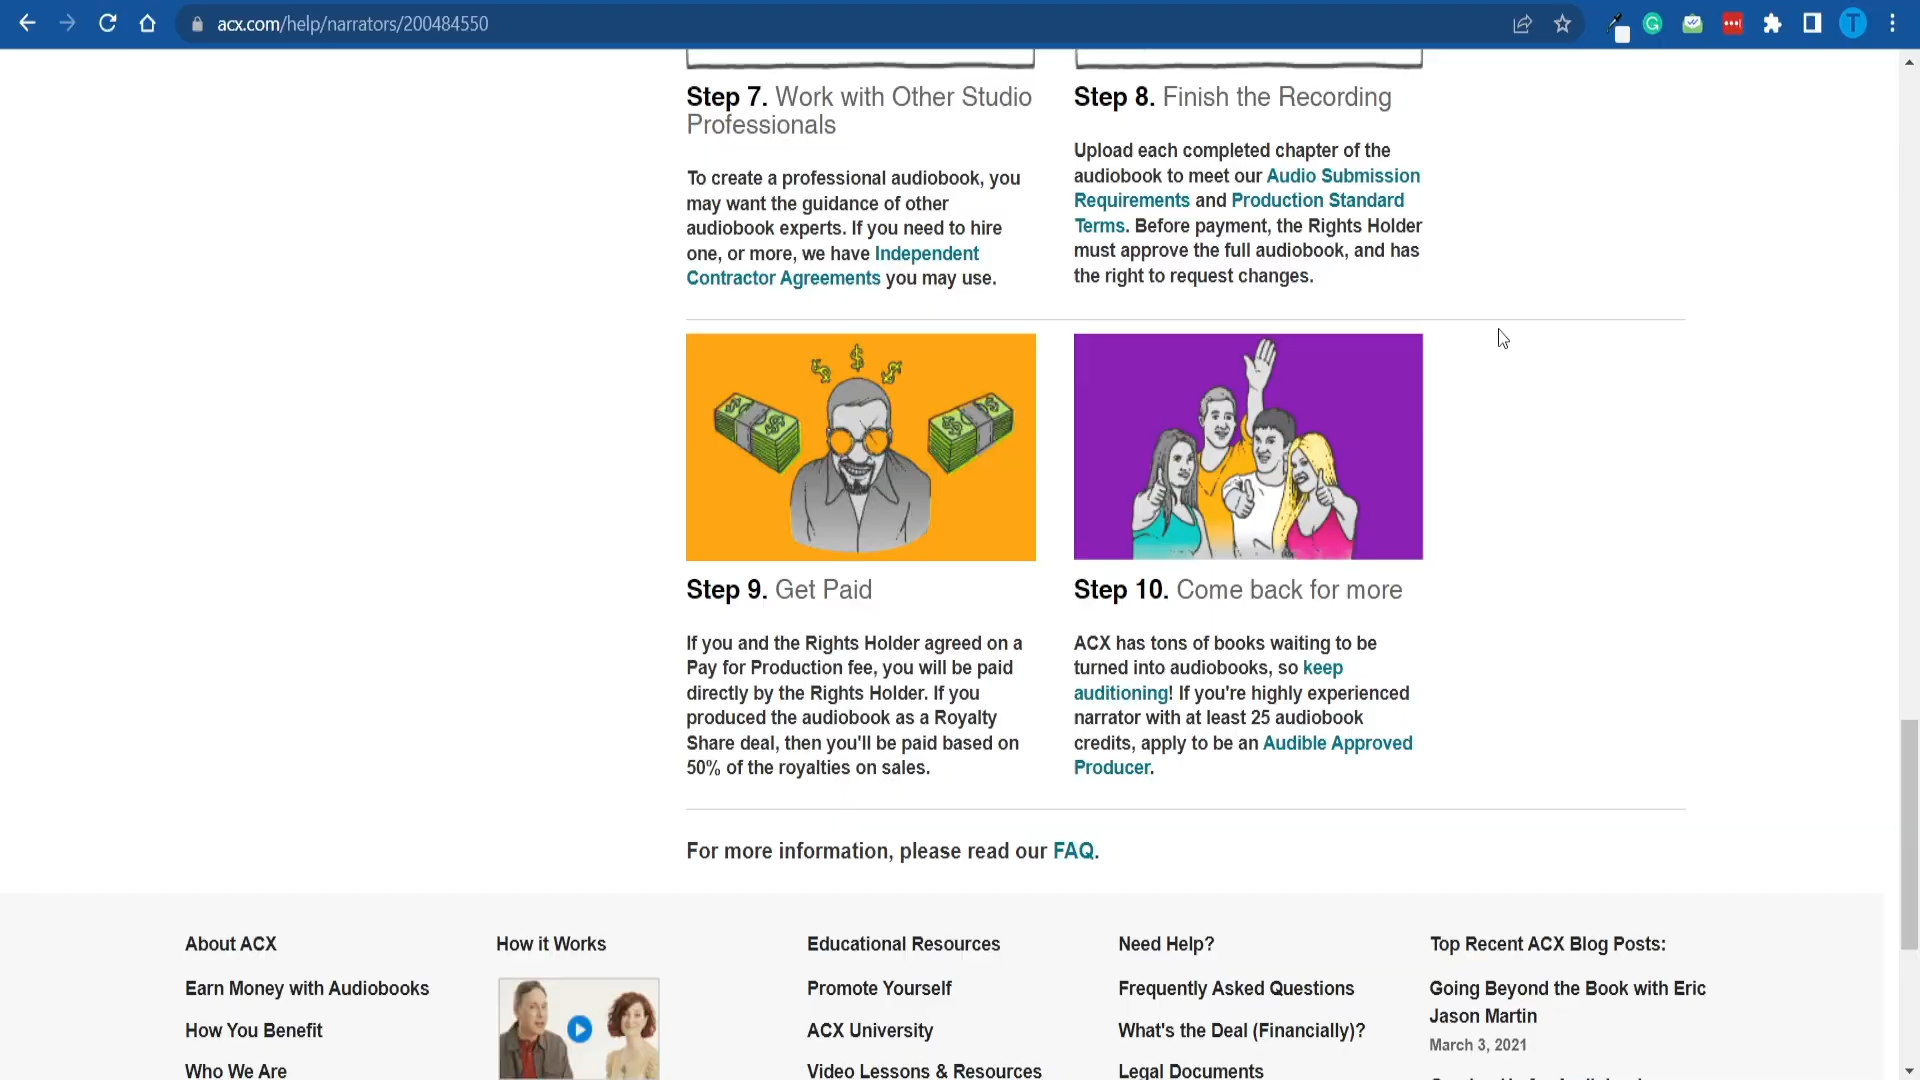 acx.com/help/narrators/200484550
T
Step 7. Work with Other Studio
Professionals
To create a professional audiobook, you
may want the guidance of other
audiobook experts. If you need to hire
one, or more, we have Independent
Contractor Agreements you may use.
Step 8. Finish the Recording
Upload each completed chapter of the
audiobook to meet our Audio Submission
Requirements and Production Standard
Terms. Before payment, the Rights Holder
must approve the full audiobook, and has
the right to request changes.
Step 9. Get Paid
If you and the Rights Holder agreed on a
Pay for Production fee, you will be paid
directly by the Rights Holder. If you
produced the audiobook as a Royalty
Share deal, then you'll be paid based on
50% of the royalties on sales.
Step 10. Come back for more
ACX has tons of books waiting to be
turned into audiobooks, so keep
auditioning! If you're highly experienced
narrator with at least 25 audiobook
credits, apply to be an Audible Approved
Producer.
For more information, please read our FAQ.
About ACX
Earn Money with Audiobooks
How You Benefit
Who We Are
How it Works
Educational Resources
Promote Yourself
ACX University
Video Lessons & Resources
Need Help?
Frequently Asked Questions
What's the Deal (Financially)?
Legal Documents
Top Recent ACX Blog Posts:
Going Beyond the Book with Eric
Jason Martin
March 3, 2021